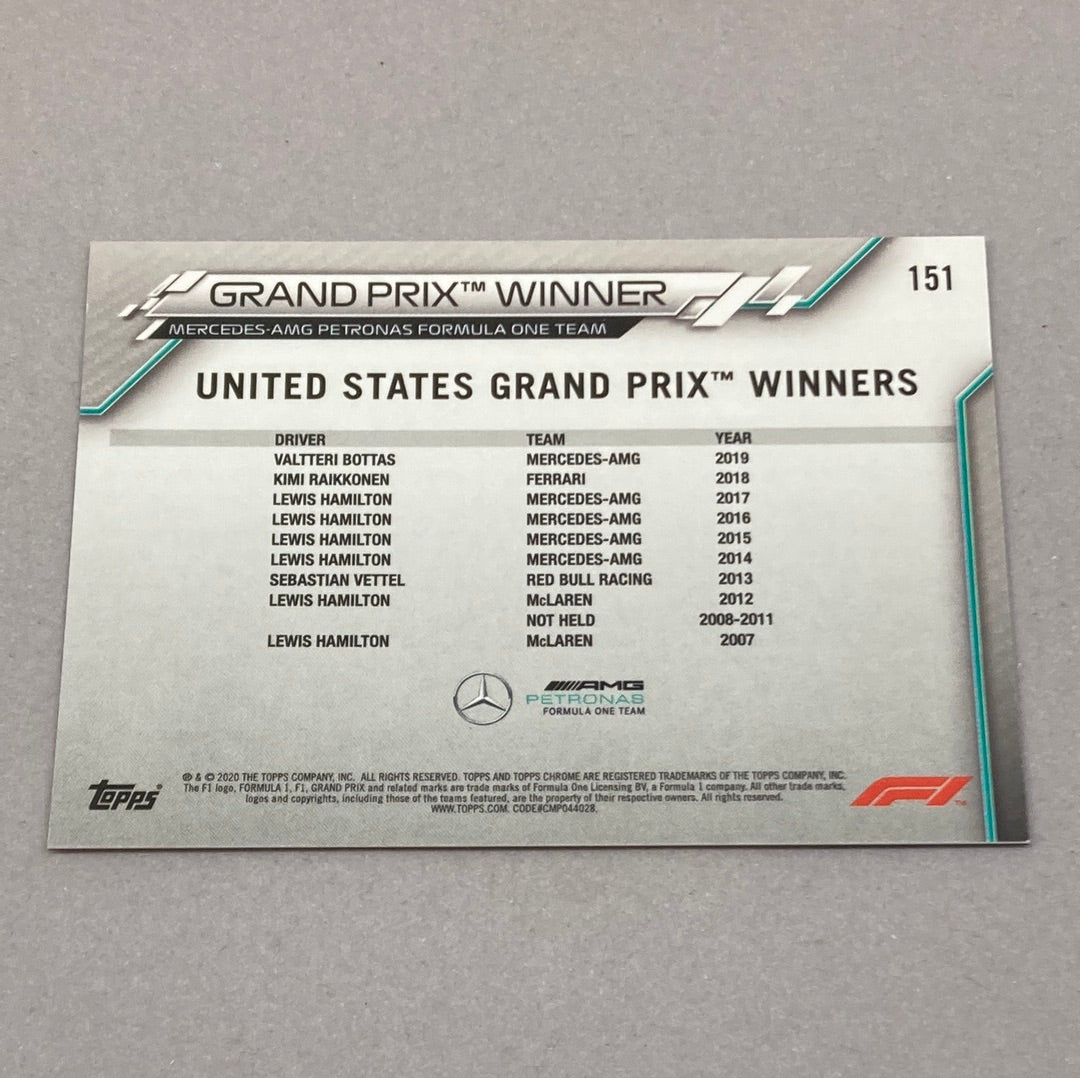 151
GRAND PRIX™ WINNER
MERCEDES-AMG PETRONAS FORMULA ONE TEAM
UNITED STATES GRAND PRIX™ WINNERS
DRIVER TEAM YEAR
VALTTERI BOTTAS MERCEDES-AMG 2019
KIMI RAIKKONEN FERRARI 2018
LEWIS HAMILTON MERCEDES-AMG 2017
LEWIS HAMILTON MERCEDES-AMG 2016
LEWIS HAMILTON MERCEDES-AMG 2015
LEWIS HAMILTON MERCEDES-AMG 2014
SEBASTIAN VETTEL RED BULL RACING 2013
LEWIS HAMILTON McLAREN 2012
NOT HELD 2008-2011
LEWIS HAMILTON McLAREN 2007
AMG
PETRONAS
FORMULA ONE TEAM
Topps®
® & © 2020 THE TOPPS COMPANY, INC. ALL RIGHTS RESERVED. TOPPS AND TOPPS CHROME ARE REGISTERED TRADEMARKS OF THE TOPPS COMPANY, INC.
The F1 logo, FORMULA 1, F1, GRAND PRIX and related marks are trade marks of Formula One Licensing BV, a Formula 1 company. All other trade marks,
logos and copyrights, including those of the teams featured, are the property of their respective owners. All rights reserved.
WWW.TOPPS.COM. CODE#CMP044028.
F1™